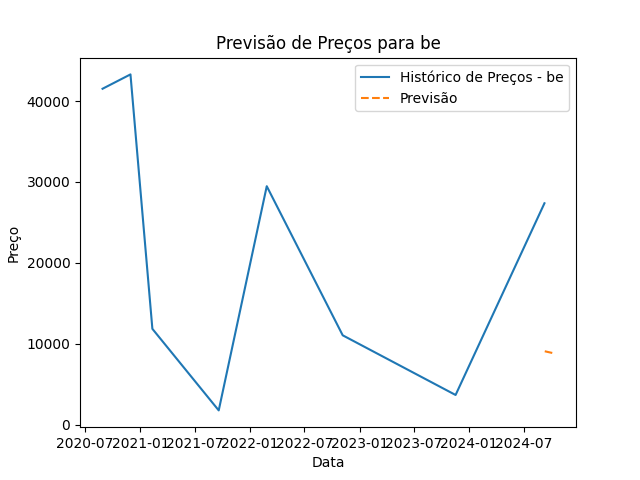 Previsão de Preços para be
Histórico de Preços - be
Previsão
40000
30000
20000
10000
0
Preço
2020-07 2021-01 2021-07 2022-01 2022-07 2023-01 2023-07 2024-01 2024-07
Data